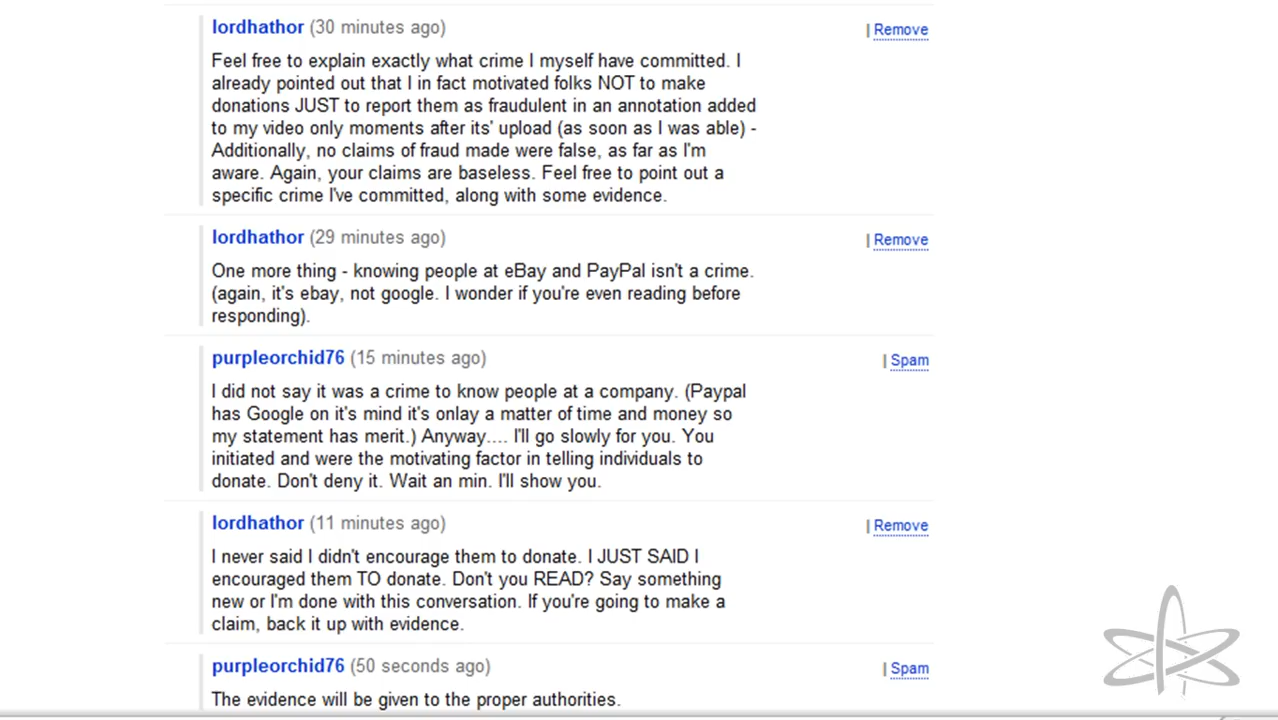 lordhathor (30 minutes ago) | Remove
Feel free to explain exactly what crime I myself have committed. I
already pointed out that I in fact motivated folks NOT to make
donations JUST to report them as fraudulent in an annotation added
to my video only moments after its' upload (as soon as I was able) -
Additionally, no claims of fraud made were false, as far as I'm
aware. Again, your claims are baseless. Feel free to point out a
specific crime I've committed, along with some evidence.
lordhathor (29 minutes ago) | Remove
One more thing - knowing people at eBay and PayPal isn't a crime.
(again, it's ebay, not google. I wonder if you're even reading before
responding).
purpleorchid76 (15 minutes ago) | Spam
I did not say it was a crime to know people at a company. (Paypal
has Google on it's mind it's onlay a matter of time and money so
my statement has merit.) Anyway.... I'll go slowly for you. You
initiated and were the motivating factor in telling individuals to
donate. Don't deny it. Wait an min. I'll show you.
lordhathor (11 minutes ago) | Remove
I never said I didn't encourage them to donate. I JUST SAID I
encouraged them TO donate. Don't you READ? Say something
new or I'm done with this conversation. If you're going to make a
claim, back it up with evidence.
purpleorchid76 (50 seconds ago) | Spam
The evidence will be given to the proper authorities.